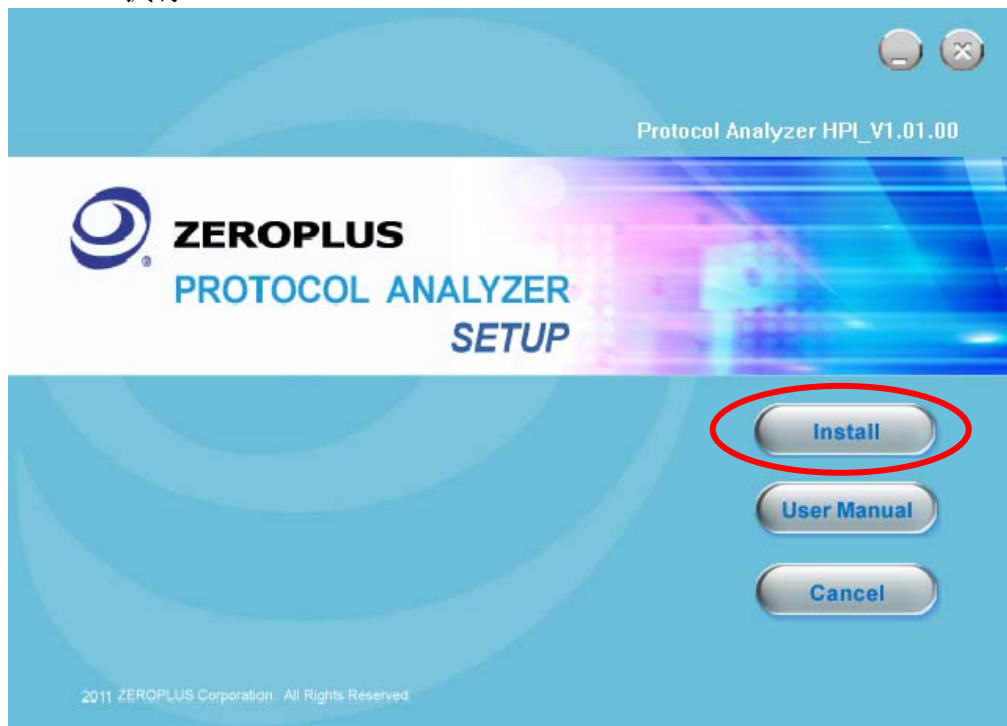 Protocol Analyzer HPI_V1.01.00
ZEROPLUS
PROTOCOL ANALYZER
SETUP
Install
User Manual
Cancel
2011 ZEROPLUS Corporation. All Rights Reserved.